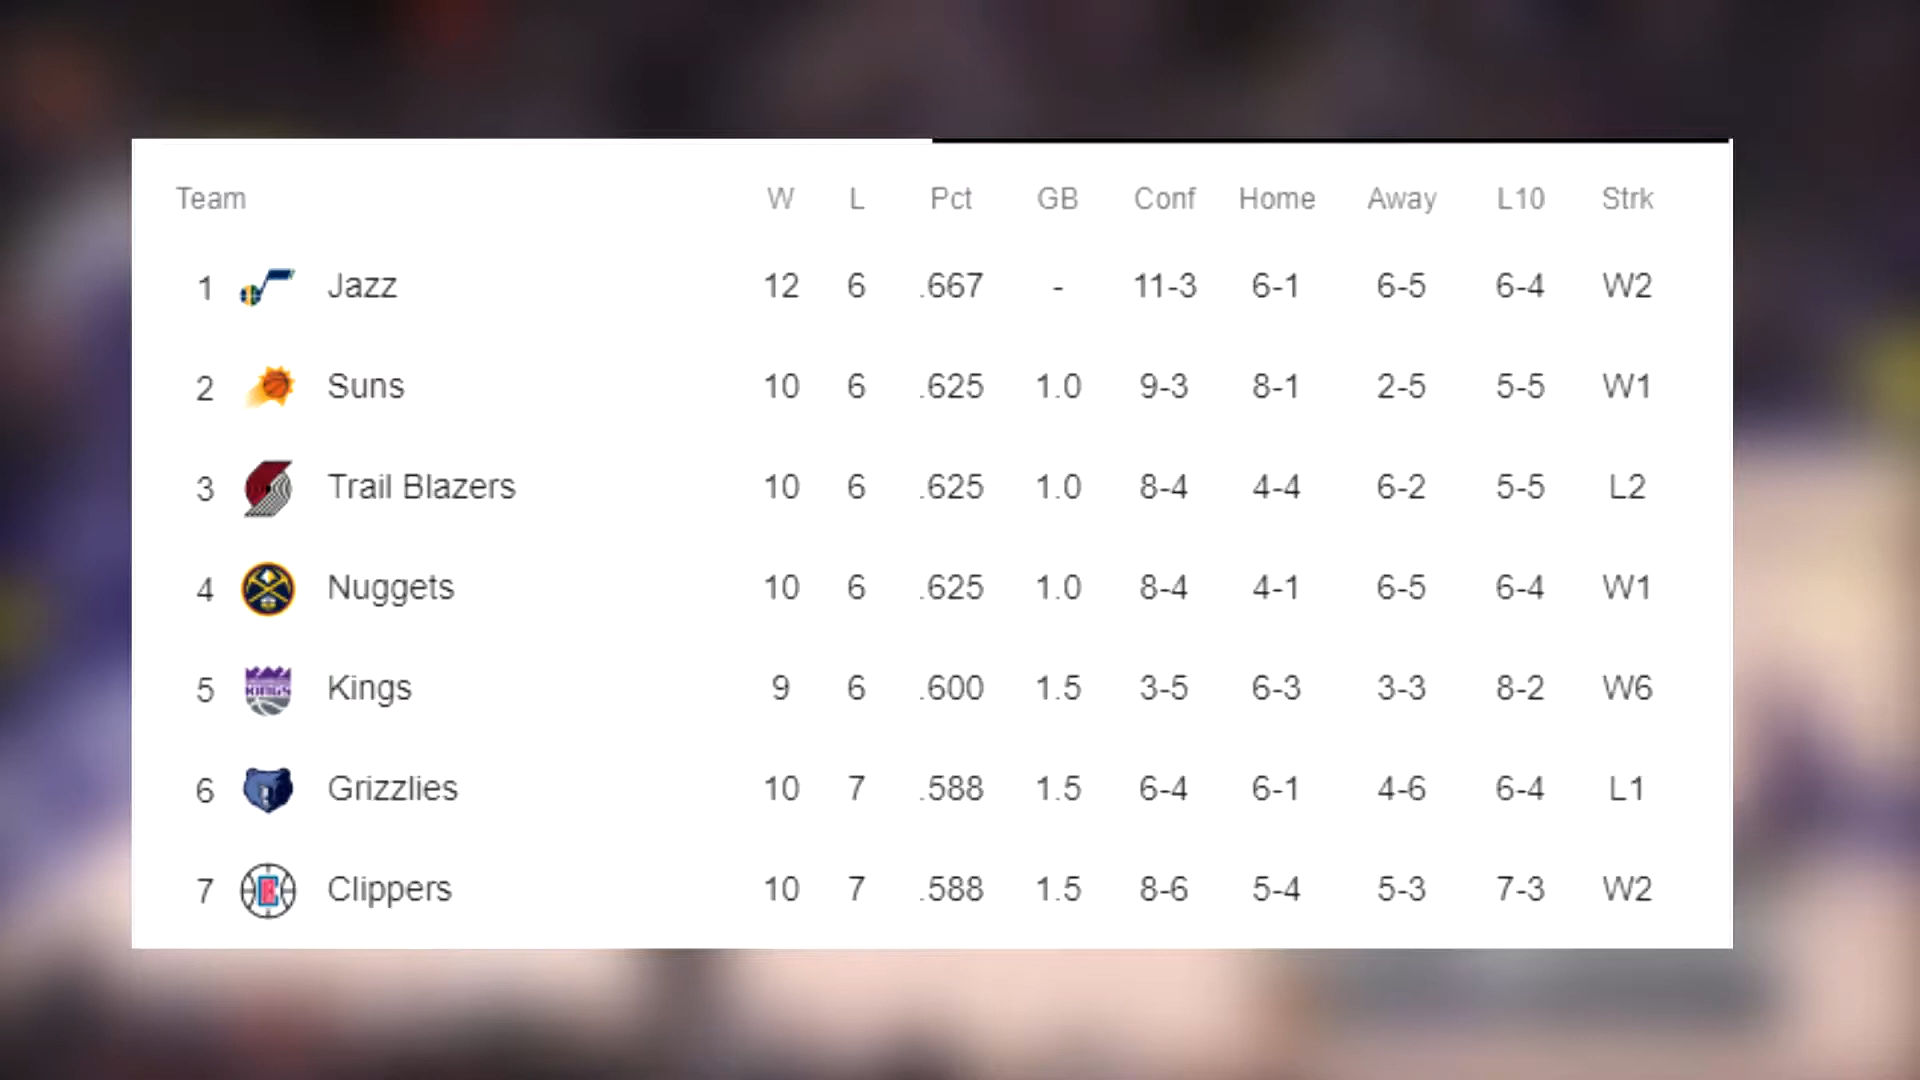 Team W L Pct GB Conf Home Away L10 Strk
1 Jazz 12 6 .667 - 11-3 6-1 6-5 6-4 W2
2 Suns 10 6 .625 1.0 9-3 8-1 2-5 5-5 W1
3 Trail Blazers 10 6 .625 1.0 8-4 4-4 6-2 5-5 L2
4 Nuggets 10 6 .625 1.0 8-4 4-1 6-5 6-4 W1
5 KINGS Kings 9 6 .600 1.5 3-5 6-3 3-3 8-2 W6
6 Grizzlies 10 7 .588 1.5 6-4 6-1 4-6 6-4 L1
7 Clippers 10 7 .588 1.5 8-6 5-4 5-3 7-3 W2